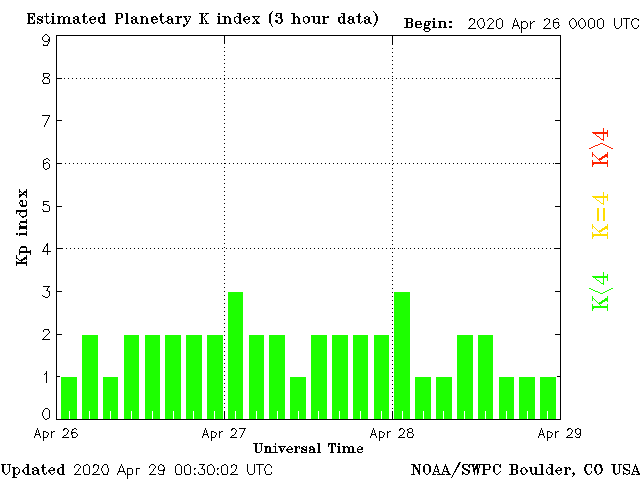 Estimated Planetary K index (3 hour data)
Begin: 2020 Apr 26 0000 UTC
9
8
7
6
5
4
3
2
1
0
Kp index
Apr 26
Apr 27
Apr 28
Apr 29
Universal Time
K>4
K=4
K<4
Updated 2020 Apr 29 00:30:02 UTC
NOAA/SWPC Boulder, CO USA